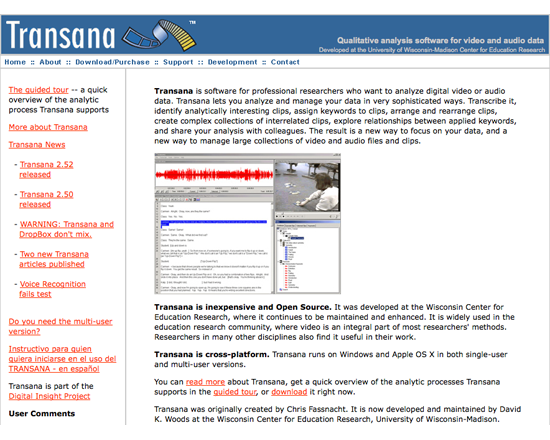 Transana ™
Qualitative analysis software for video and audio data
Developed at the University of Wisconsin-Madison Center for Education Research
Home :: About :: Download/Purchase :: Support :: Development :: Contact
The guided tour -- a quick
overview of the analytic
process Transana supports
More about Transana
Transana News
- Transana 2.52
released
- Transana 2.50
released
- WARNING: Transana and
DropBox don't mix.
- Two new Transana
articles published
- Voice Recognition
fails test
Do you need the multi-user
version?
Instructivo para quien
quiera iniciarse en el uso del
TRANSANA - en español
Transana is part of the
Digital Insight Project
User Comments
Transana is software for professional researchers who want to analyze digital video or audio
data. Transana lets you analyze and manage your data in very sophisticated ways. Transcribe it,
identify analytically interesting clips, assign keywords to clips, arrange and rearrange clips,
create complex collections of interrelated clips, explore relationships between applied keywords,
and share your analysis with colleagues. The result is a new way to focus on your data, and a
new way to manage large collections of video and audio files and clips.
Transana is inexpensive and Open Source. It was developed at the Wisconsin Center for
Education Research, where it continues to be maintained and enhanced. It is widely used in the
education research community, where video is an integral part of most researchers' methods.
Researchers in many other disciplines also find it useful in their work.
Transana is cross-platform. Transana runs on Windows and Apple OS X in both single-user
and multi-user versions.
You can read more about Transana, get a quick overview of the analytic processes Transana
supports in the guided tour, or download it right now.
Transana was originally created by Chris Fassnacht. It is now developed and maintained by David
K. Woods at the Wisconsin Center for Education Research, University of Wisconsin-Madison.